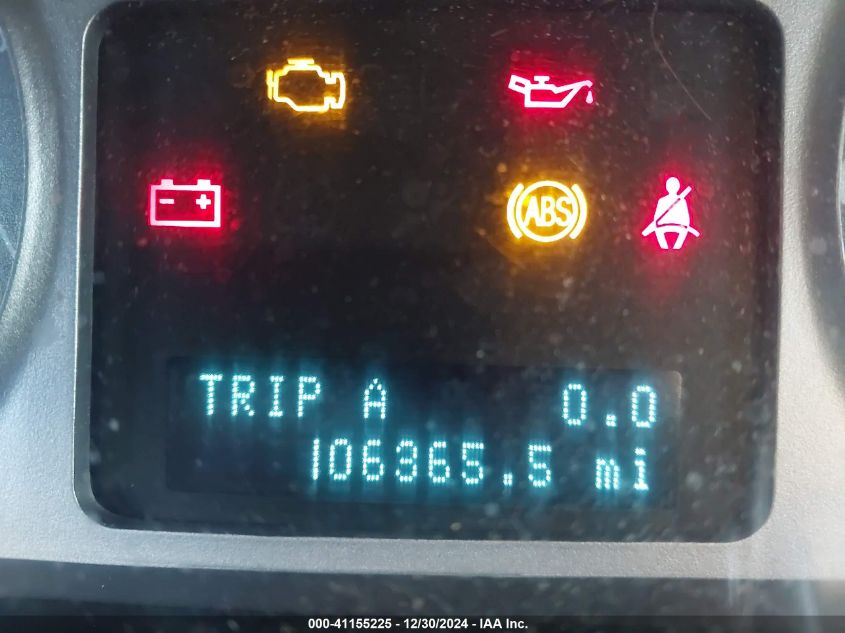 ABS
TRIP A 0.0
106365.5 mi
000-41155225 - 12/30/2024 - IAA Inc.